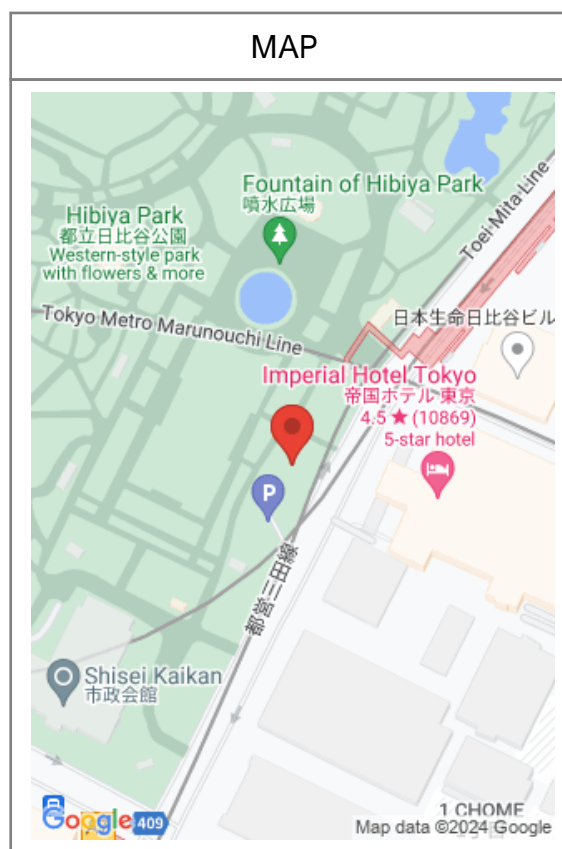 MAP
Fountain of Hibiya Park
噴水広場
Hibiya Park
都立日比谷公園
Western-style park
with flowers & more
Toei Mita Line
Tokyo Metro Marunouchi Line
日本生命日比谷ビル
Imperial Hotel Tokyo
帝国ホテル 東京
4.5 ★ (10869)
5-star hotel
P
都営三田線
Shisei Kaikan
市政会館
Google
409
1 CHOME
Map data ©2024 Google